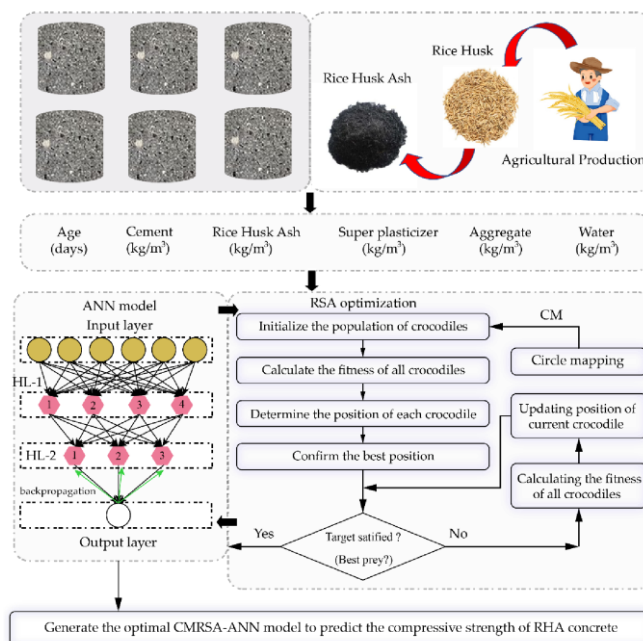 Rice Husk
Rice Husk Ash
Agricultural Production
Age Cement Rice Husk Ash Super plasticizer Aggregate Water
(days) (kg/m³) (kg/m³) (kg/m³) (kg/m³) (kg/m³)
ANN model
Input layer
HL-1
1 2 3 4
HL-2
1 2 3
backpropagation
Output layer
RSA optimization
Initialize the population of crocodiles
CM
Circle mapping
Calculate the fitness of all crocodiles
Determine the position of each crocodile
Updating position of
current crocodile
Confirm the best position
Calculating the fitness
of all crocodiles
Yes
Target satified ?
(Best prey?)
No
Generate the optimal CMRSA-ANN model to predict the compressive strength of RHA concrete